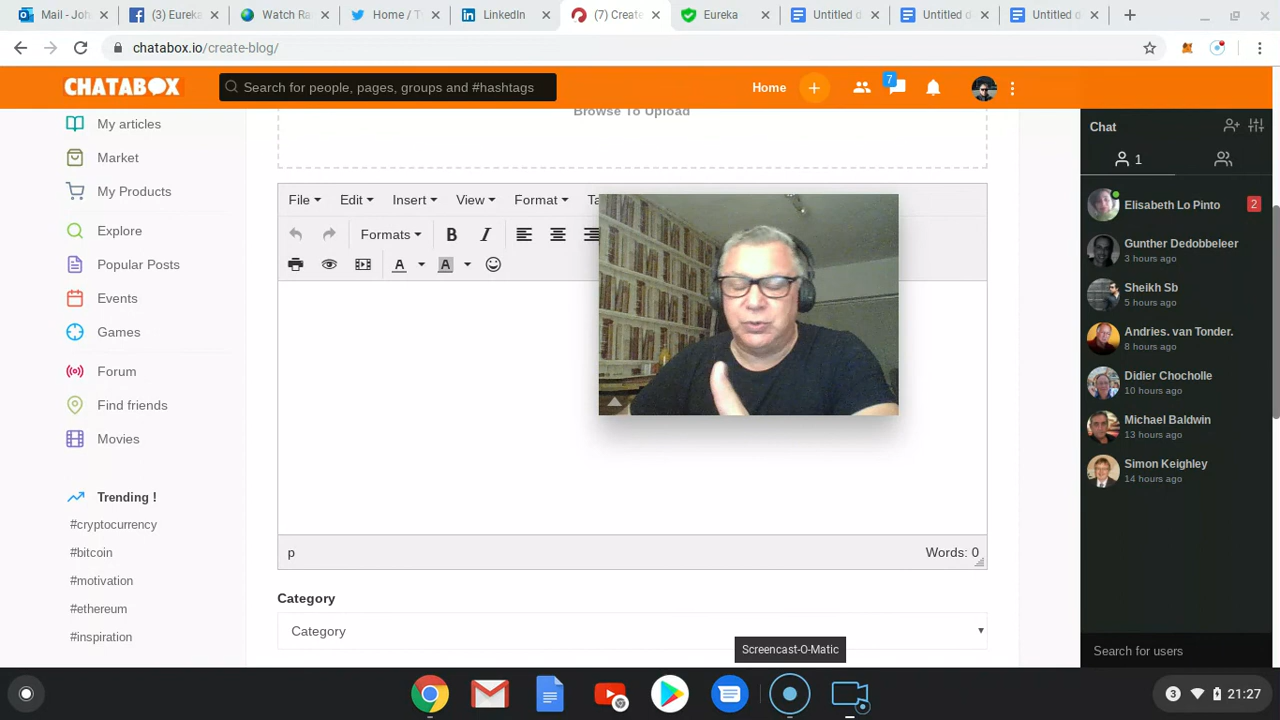 Mail - Joh
(3) Eureka
Watch Ra
Home / T
LinkedIn
(7) Create
Eureka
Untitled d
Untitled d
Untitled d
chatabox.io/create-blog/
CHATABOX
Search for people, pages, groups and #hashtags
Home
7
My articles
Market
My Products
Explore
Popular Posts
Events
Games
Forum
Find friends
Movies
Trending !
#cryptocurrency
#bitcoin
#motivation
#ethereum
#inspiration
Browse To Upload
File Edit Insert View Format Ta
Formats B I
A A
p
Words: 0
Category
Category
Screencast-O-Matic
Chat
1
Elisabeth Lo Pinto
2
Gunther Dedobbeleer
3 hours ago
Sheikh Sb
5 hours ago
Andries. van Tonder.
8 hours ago
Didier Chocholle
10 hours ago
Michael Baldwin
13 hours ago
Simon Keighley
14 hours ago
Search for users
3
21:27